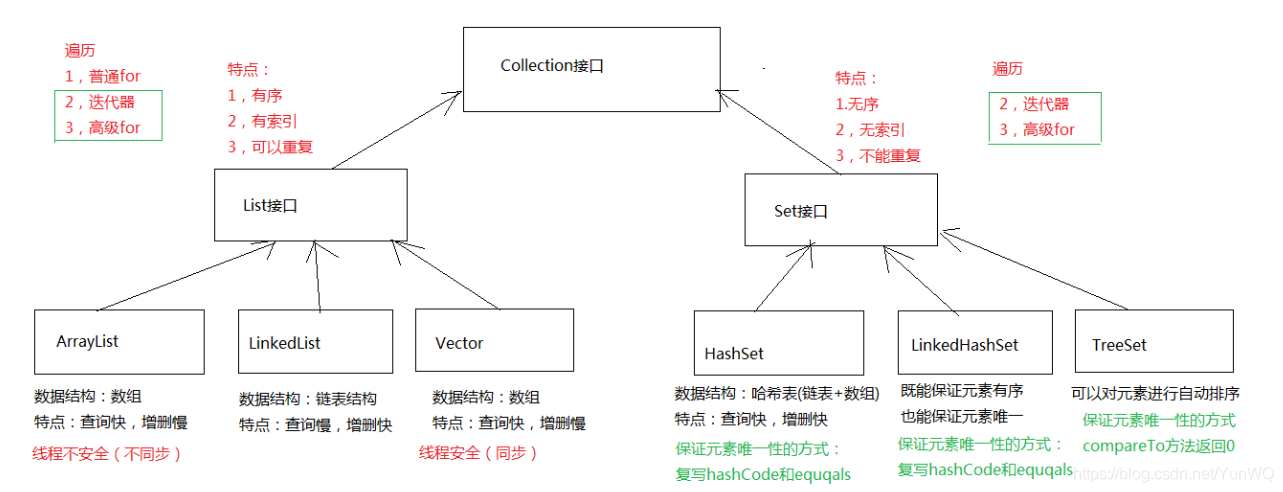 Collection接口
遍历
1，普通for
2，迭代器
3，高级for
特点：
1，有序
2，有索引
3，可以重复
特点：
1.无序
2，无索引
3，不能重复
遍历
2，迭代器
3，高级for
List接口
Set接口
ArrayList
数据结构：数组
特点：查询快，增删慢
线程不安全（不同步）
LinkedList
数据结构：链表结构
特点：查询慢，增删快
Vector
数据结构：数组
特点：查询快，增删慢
线程安全（同步）
HashSet
数据结构：哈希表(链表+数组)
特点：查询快，增删快
保证元素唯一性的方式：
复写hashCode和equqals
LinkedHashSet
既能保证元素有序
也能保证元素唯一
保证元素唯一性的方式：
复写hashCode和equqals
TreeSet
可以对元素进行自动排序
保证元素唯一性的方式
compareTo方法返回0
https://blog.csdn.net/YunWQ